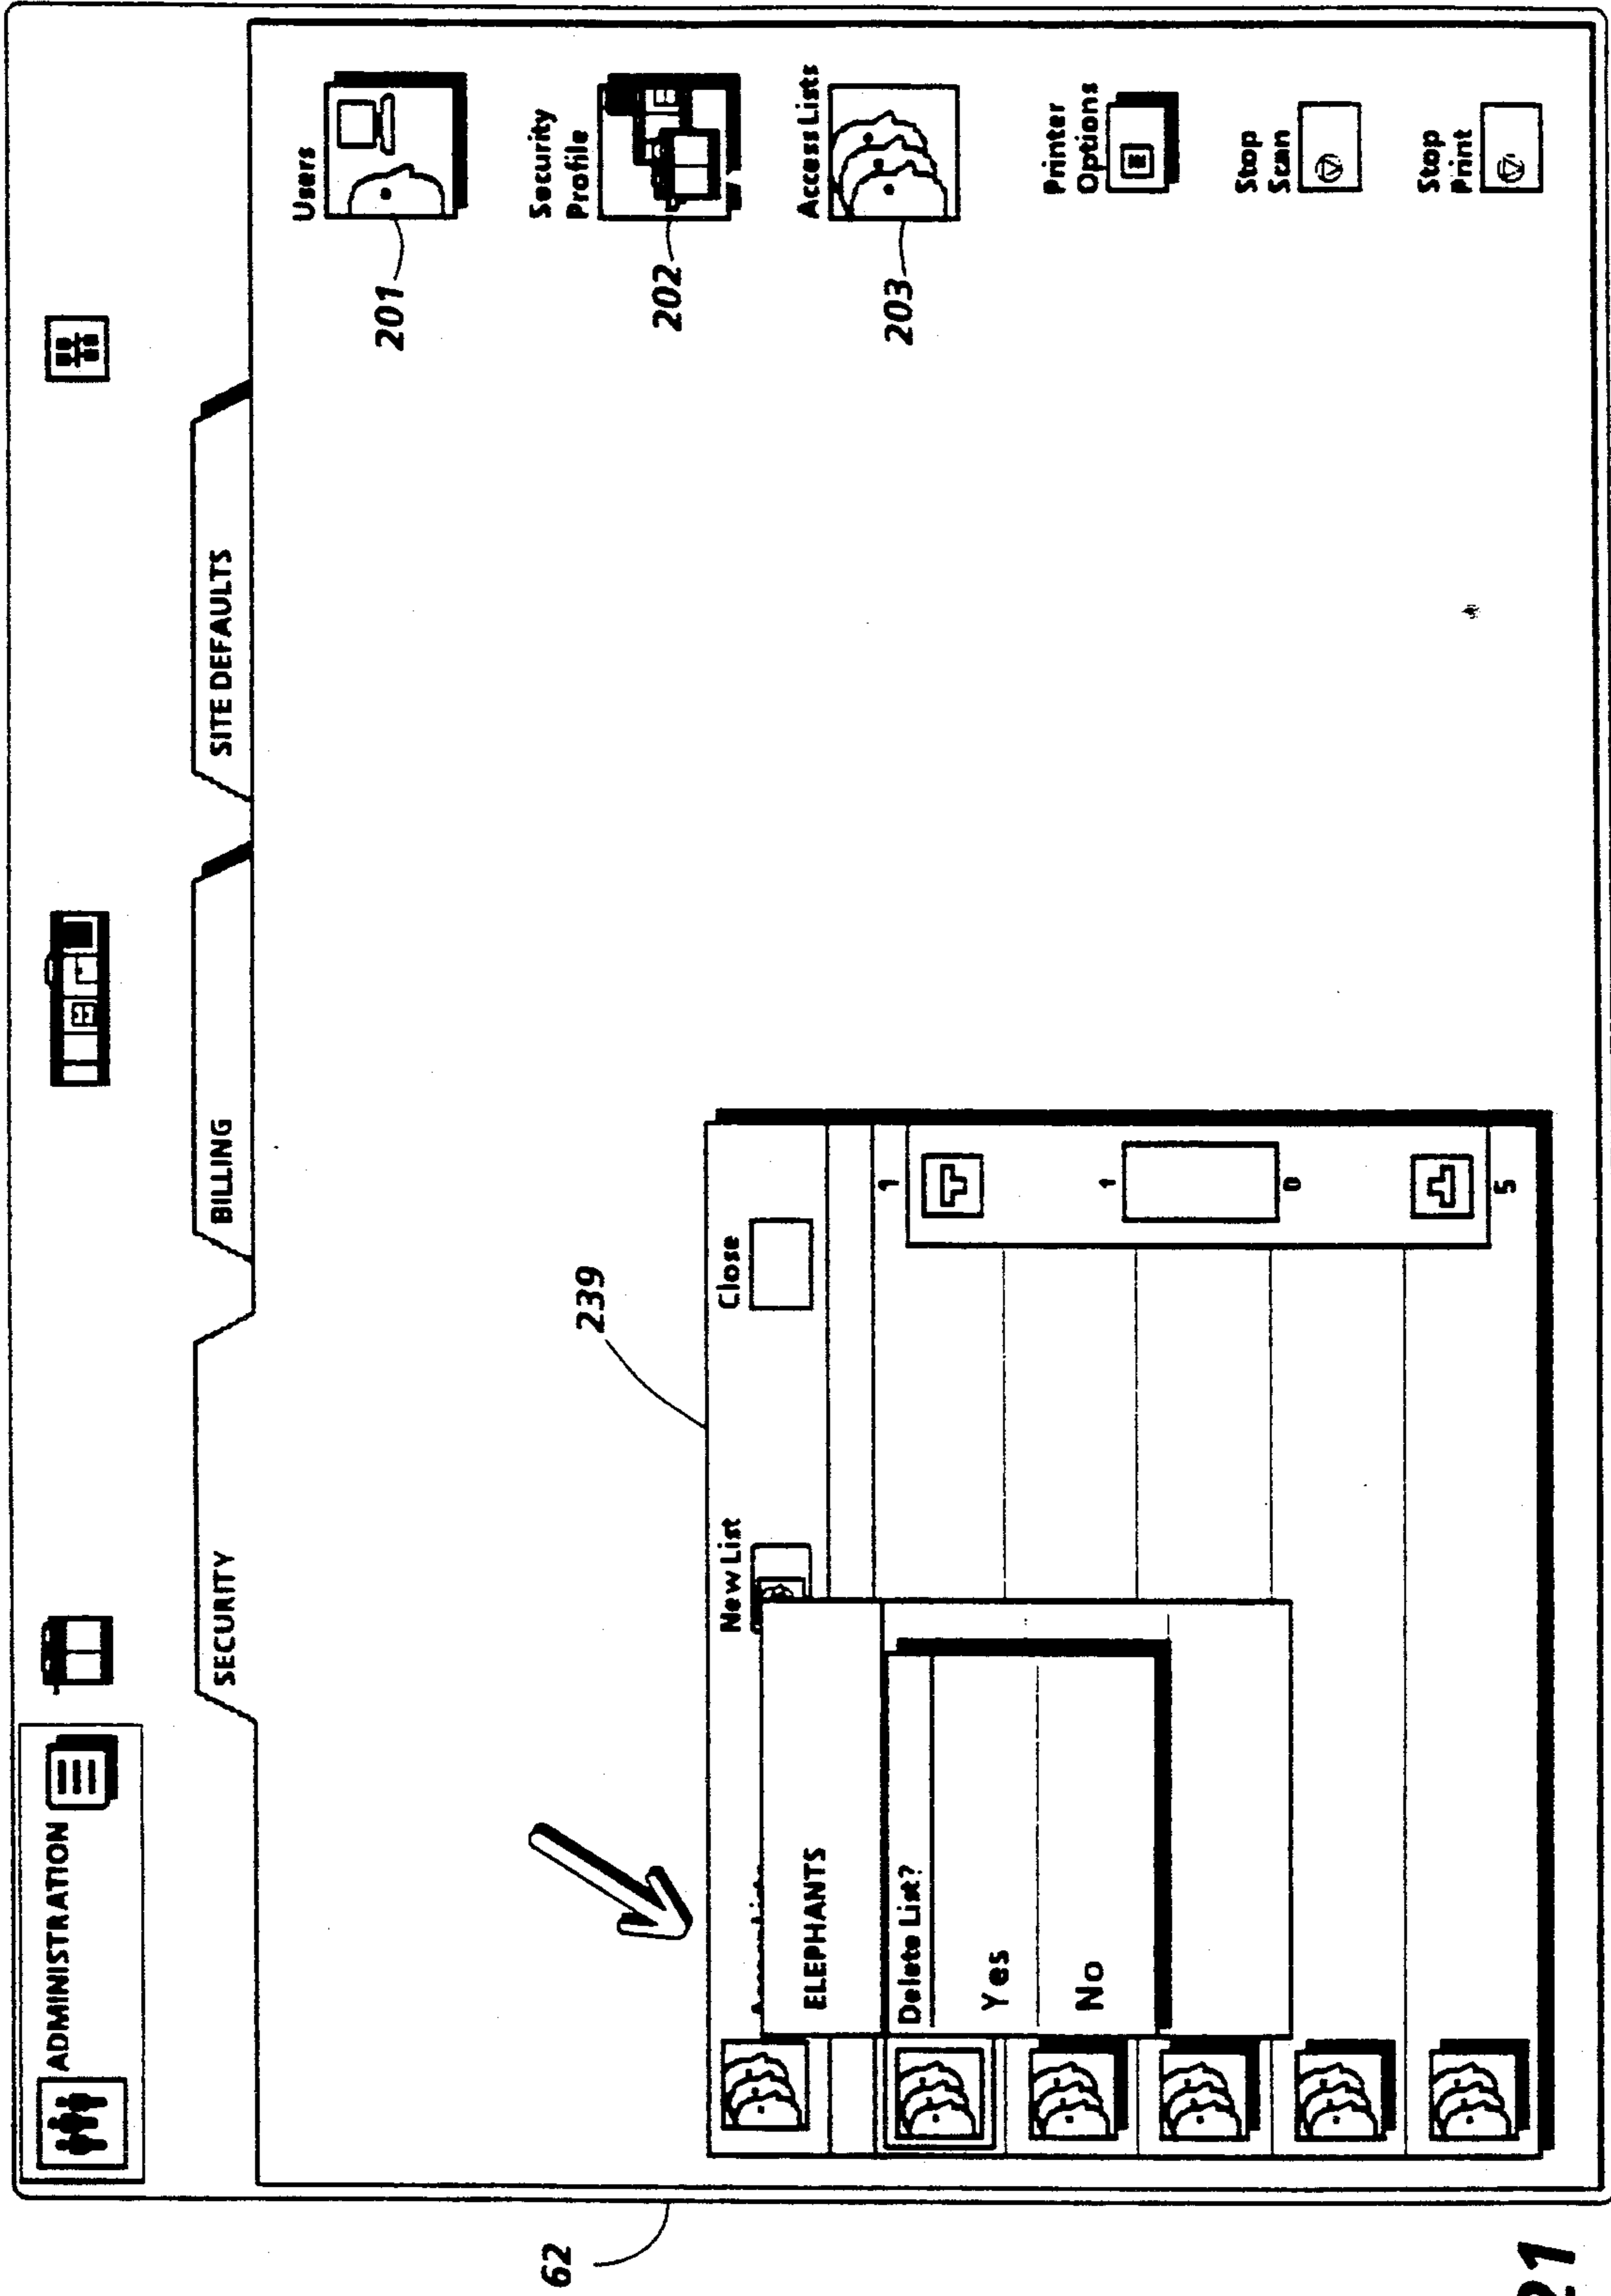 ADMINISTRATION
SECURITY
BILLING
SITE DEFAULTS
Users
201
Security
Profile
202
Access Lists
203
Printer
Options
Stop
Scan
Stop
Print
239
New List
Close
ELEPHANTS
Delete List?
Yes
No
1
1
0
5
62
21